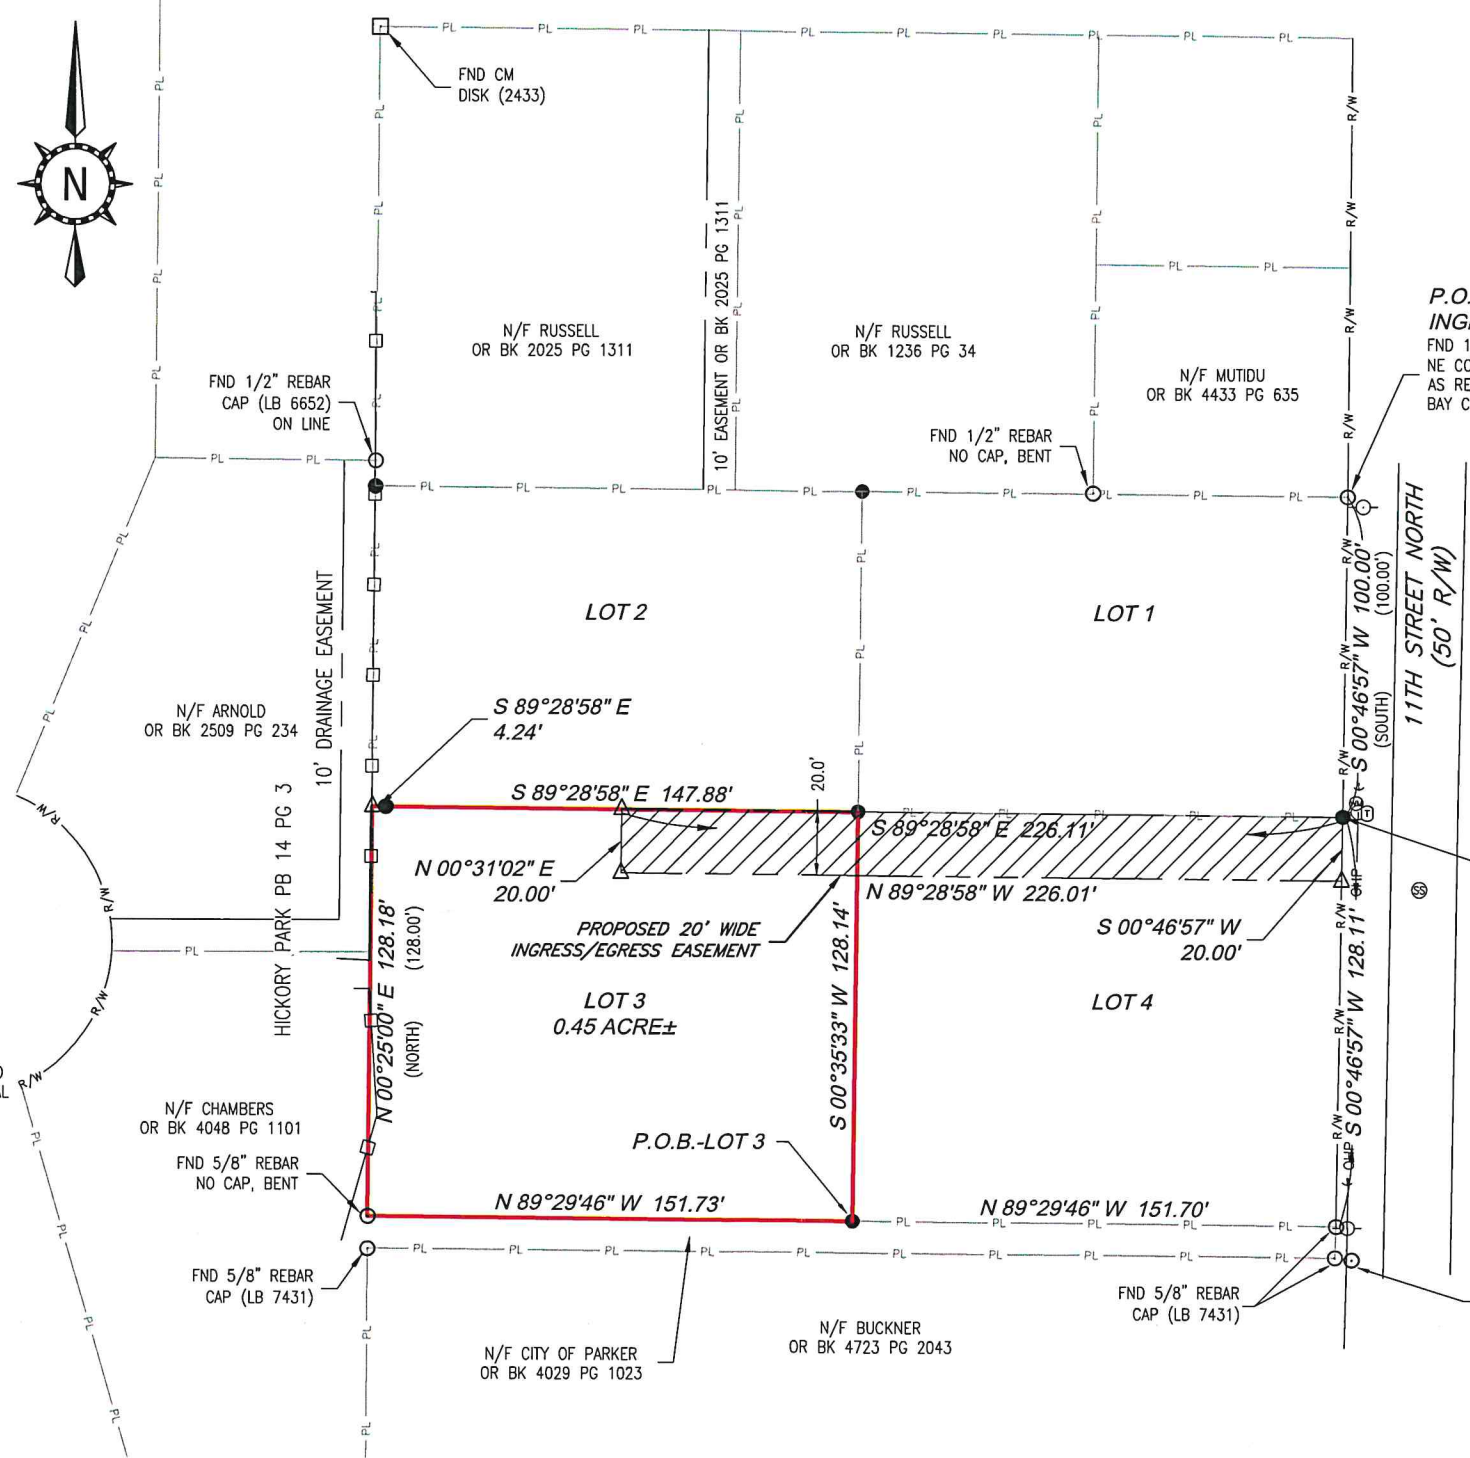 FND CM
DISK (2433)
N
10' EASEMENT OR BK 2025 PG 1311
N/F RUSSELL
OR BK 2025 PG 1311
N/F RUSSELL
OR BK 1236 PG 34
N/F MUTIDU
OR BK 4433 PG 635
P.O.
FND 1
AS RE
BAY C
FND 1/2" REBAR
CAP (LB 6652)
ON LINE
FND 1/2" REBAR
NO CAP, BENT
11TH STREET NORTH
(50' R/W)
S 00°46'57" W 100.00'
(SOUTH)
(100.00')
LOT 2
LOT 1
10' DRAINAGE EASEMENT
N/F ARNOLD
OR BK 2509 PG 234
S 89°28'58" E
4.24'
HICKORY PARK PB 14 PG 3
S 89°28'58" E 147.88'
20.0'
S 89°28'58" E 226.11'
N 00°31'02" E
20.00'
N 89°28'58" W 226.01'
PROPOSED 20' WIDE
INGRESS/EGRESS EASEMENT
S 00°46'57" W
20.00'
SS
N 00°25'00" E 128.18'
(NORTH)
(128.00')
LOT 3
0.45 ACRE±
S 00°35'33" W 128.14'
LOT 4
S 00°46'57" W 128.11'
OHP
OHP
N/F CHAMBERS
OR BK 4048 PG 1101
P.O.B.-LOT 3
FND 5/8" REBAR
NO CAP, BENT
N 89°29'46" W 151.73'
N 89°29'46" W 151.70'
FND 5/8" REBAR
CAP (LB 7431)
FND 5/8" REBAR
CAP (LB 7431)
N/F CITY OF PARKER
OR BK 4029 PG 1023
N/F BUCKNER
OR BK 4723 PG 2043
PL
R/W